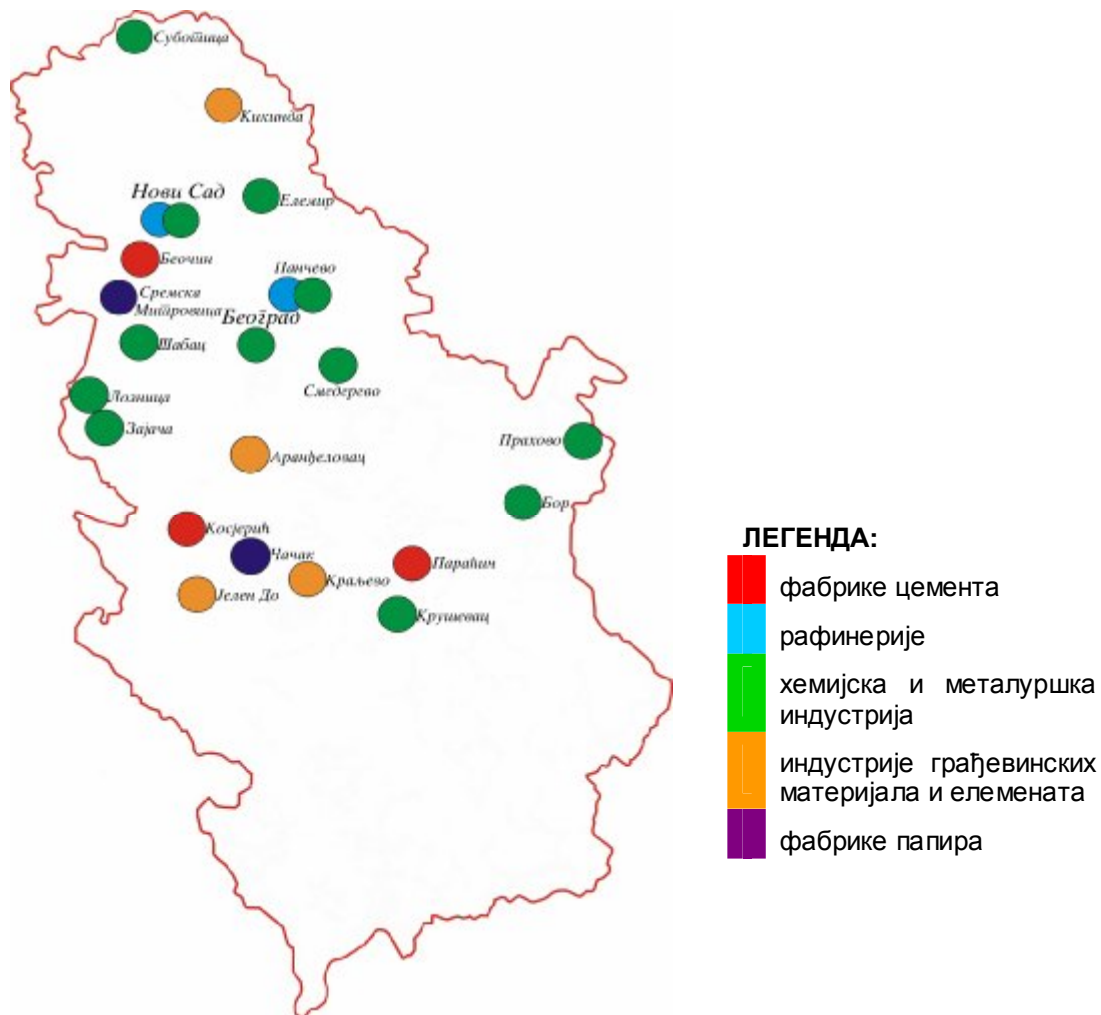 Суботица
Кикинда
Нови Сад
Елемир
Беочин
Панчево
Сремска
Митровица
Београд
Шабац
Смедерево
Лозница
Зајача
Прахово
Аранђеловац
Бор
Косјерић
Чачак
Параћин
Краљево
Јелен До
Крушевац
ЛЕГЕНДА:
фабрике цемента
рафинерије
хемијска и металуршка
индустрија
индустрије грађевинских
материјала и елемената
фабрике папира